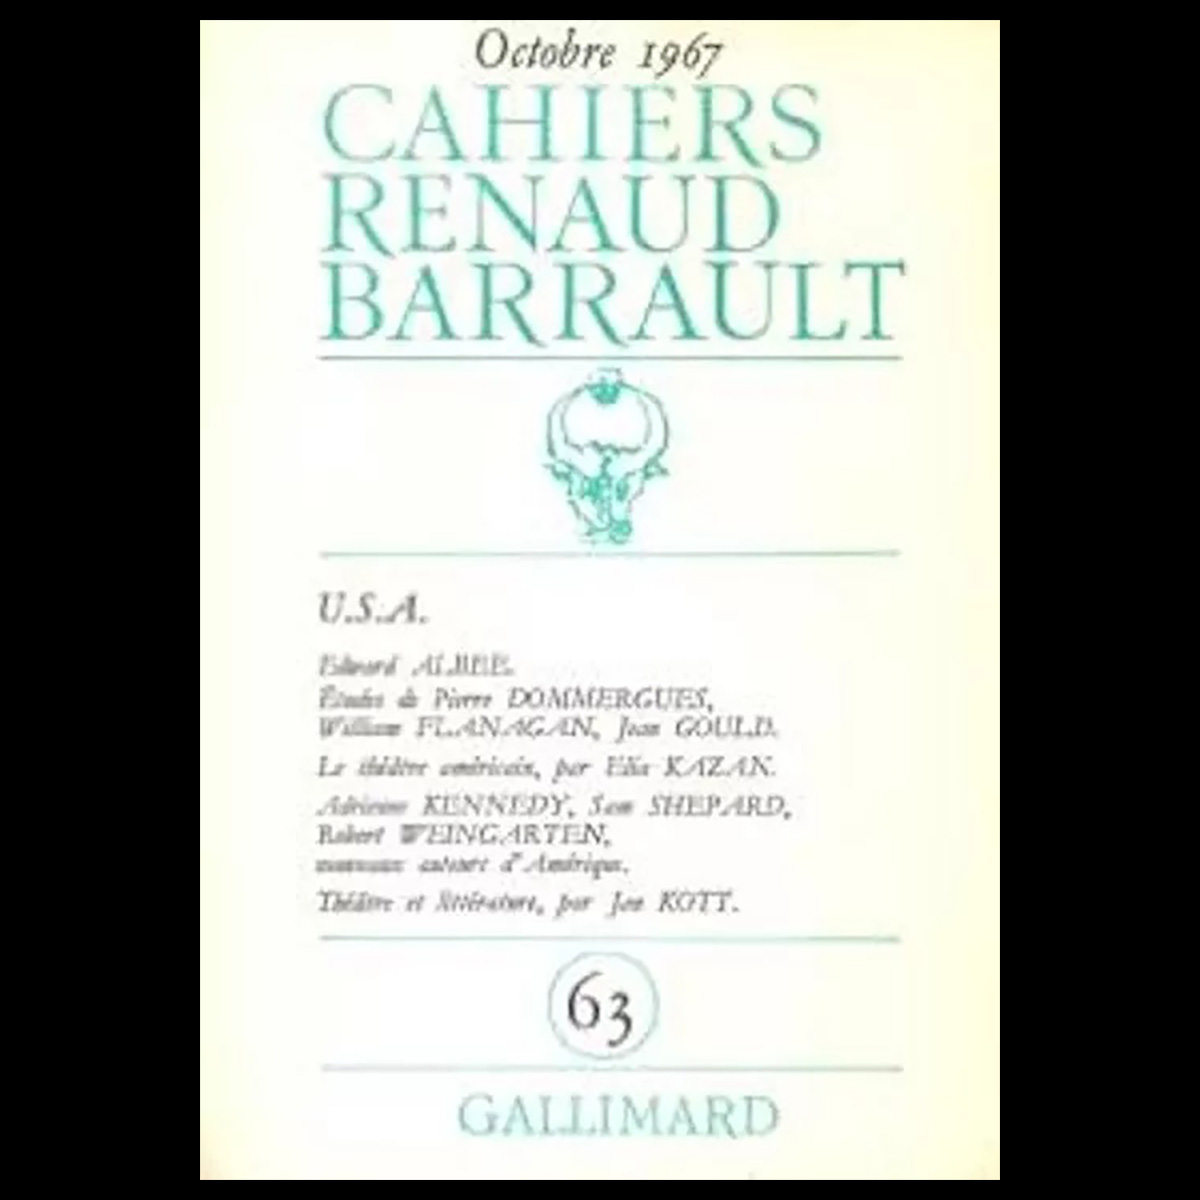 Octobre 1967
CAHIERS
RENAUD
BARRAULT
U.S.A.
Edward ALBEE.
Études de Pierre DOMMERGUES,
William FLANAGAN, Jean GOULD.
Le théâtre américain, par Elia KAZAN.
Adrienne KENNEDY, Sam SHEPARD,
Robert WEINGARTEN,
nouveaux auteurs d'Amérique.
Théâtre et littérature, par Jan KOTT.
63
GALLIMARD